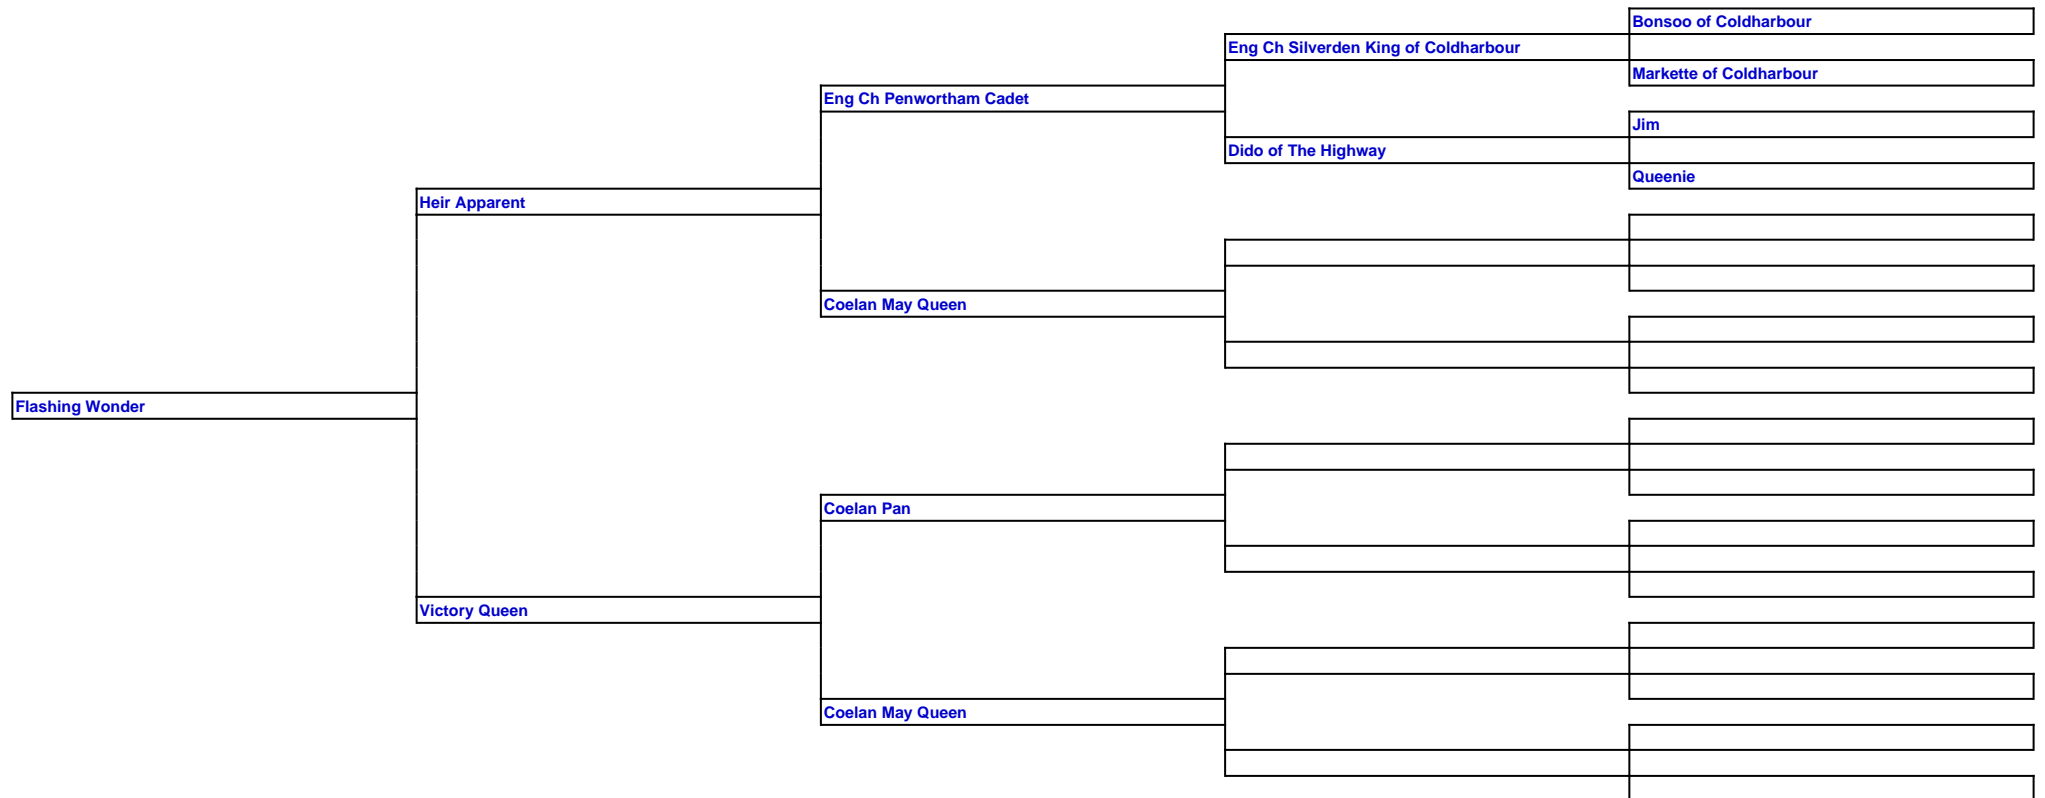 Bonsoo of Coldharbour
Eng Ch Silverden King of Coldharbour
Markette of Coldharbour
Eng Ch Penwortham Cadet
Jim
Dido of The Highway
Queenie
Heir Apparent
Coelan May Queen
Flashing Wonder
Coelan Pan
Victory Queen
Coelan May Queen